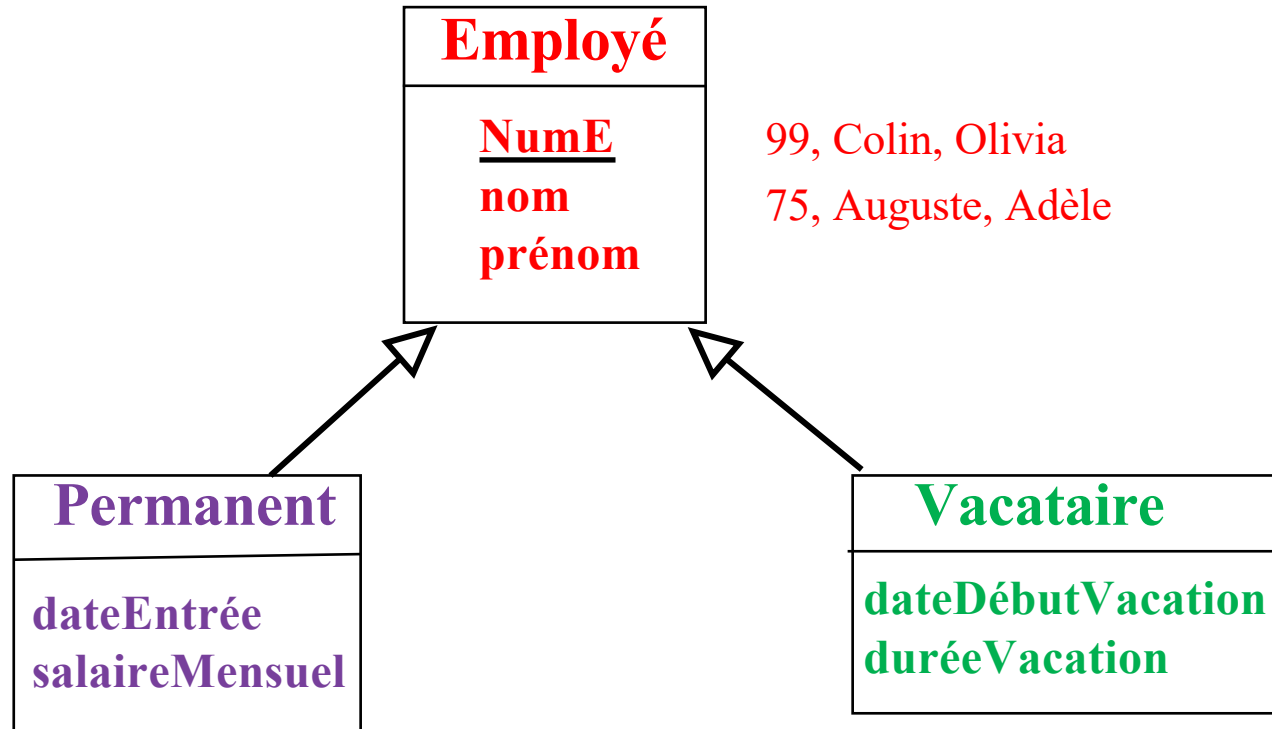 Employé
NumE
nom
prénom
99, Colin, Olivia
75, Auguste, Adèle
Permanent
dateEntrée
salaireMensuel
Vacataire
dateDébutVacation
duréeVacation